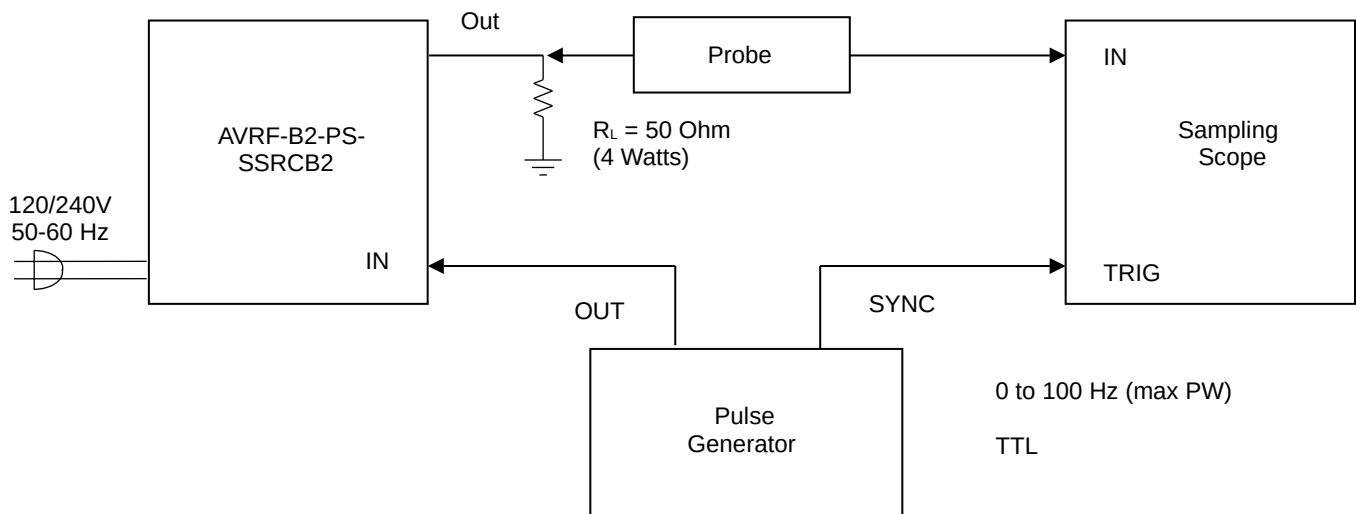 Out
AVRF-B2-PS-
SSRCB2
Probe
RL = 50 Ohm
(4 Watts)
IN
Sampling
Scope
120/240V
50-60 Hz
IN
OUT
SYNC
TRIG
Pulse
Generator
0 to 100 Hz (max PW)
TTL